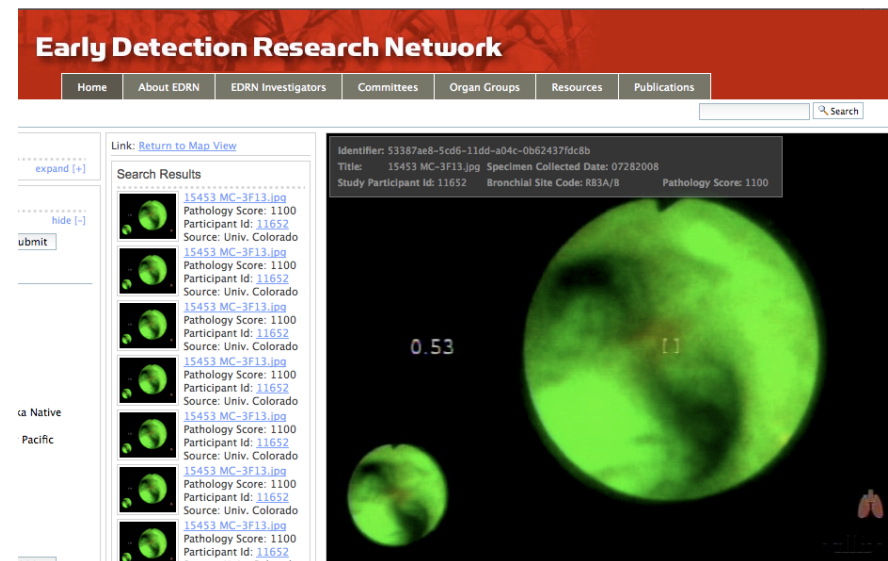 Early Detection Research Network
Home About EDRN EDRN Investigators Committees Organ Groups Resources Publications
Search
expand [+]
hide [-]
ubmit
ka Native
Pacific
Link: Return to Map View
Search Results
15453 MC-3F13.jpg
Pathology Score: 1100
Participant Id: 11652
Source: Univ. Colorado
15453 MC-3F13.jpg
Pathology Score: 1100
Participant Id: 11652
Source: Univ. Colorado
15453 MC-3F13.jpg
Pathology Score: 1100
Participant Id: 11652
Source: Univ. Colorado
15453 MC-3F13.jpg
Pathology Score: 1100
Participant Id: 11652
Source: Univ. Colorado
15453 MC-3F13.jpg
Pathology Score: 1100
Participant Id: 11652
Source: Univ. Colorado
15453 MC-3F13.jpg
Pathology Score: 1100
Participant Id: 11652
Source: Univ. Colorado
15453 MC-3F13.jpg
Pathology Score: 1100
Participant Id: 11652
Identifier: 53387ae8-5cd6-11dd-a04c-0b62437fdc8b
Title: 15453 MC-3F13.jpg Specimen Collected Date: 07282008
Study Participant Id: 11652 Bronchial Site Code: R83A/B Pathology Score: 1100
0.53
[ ]